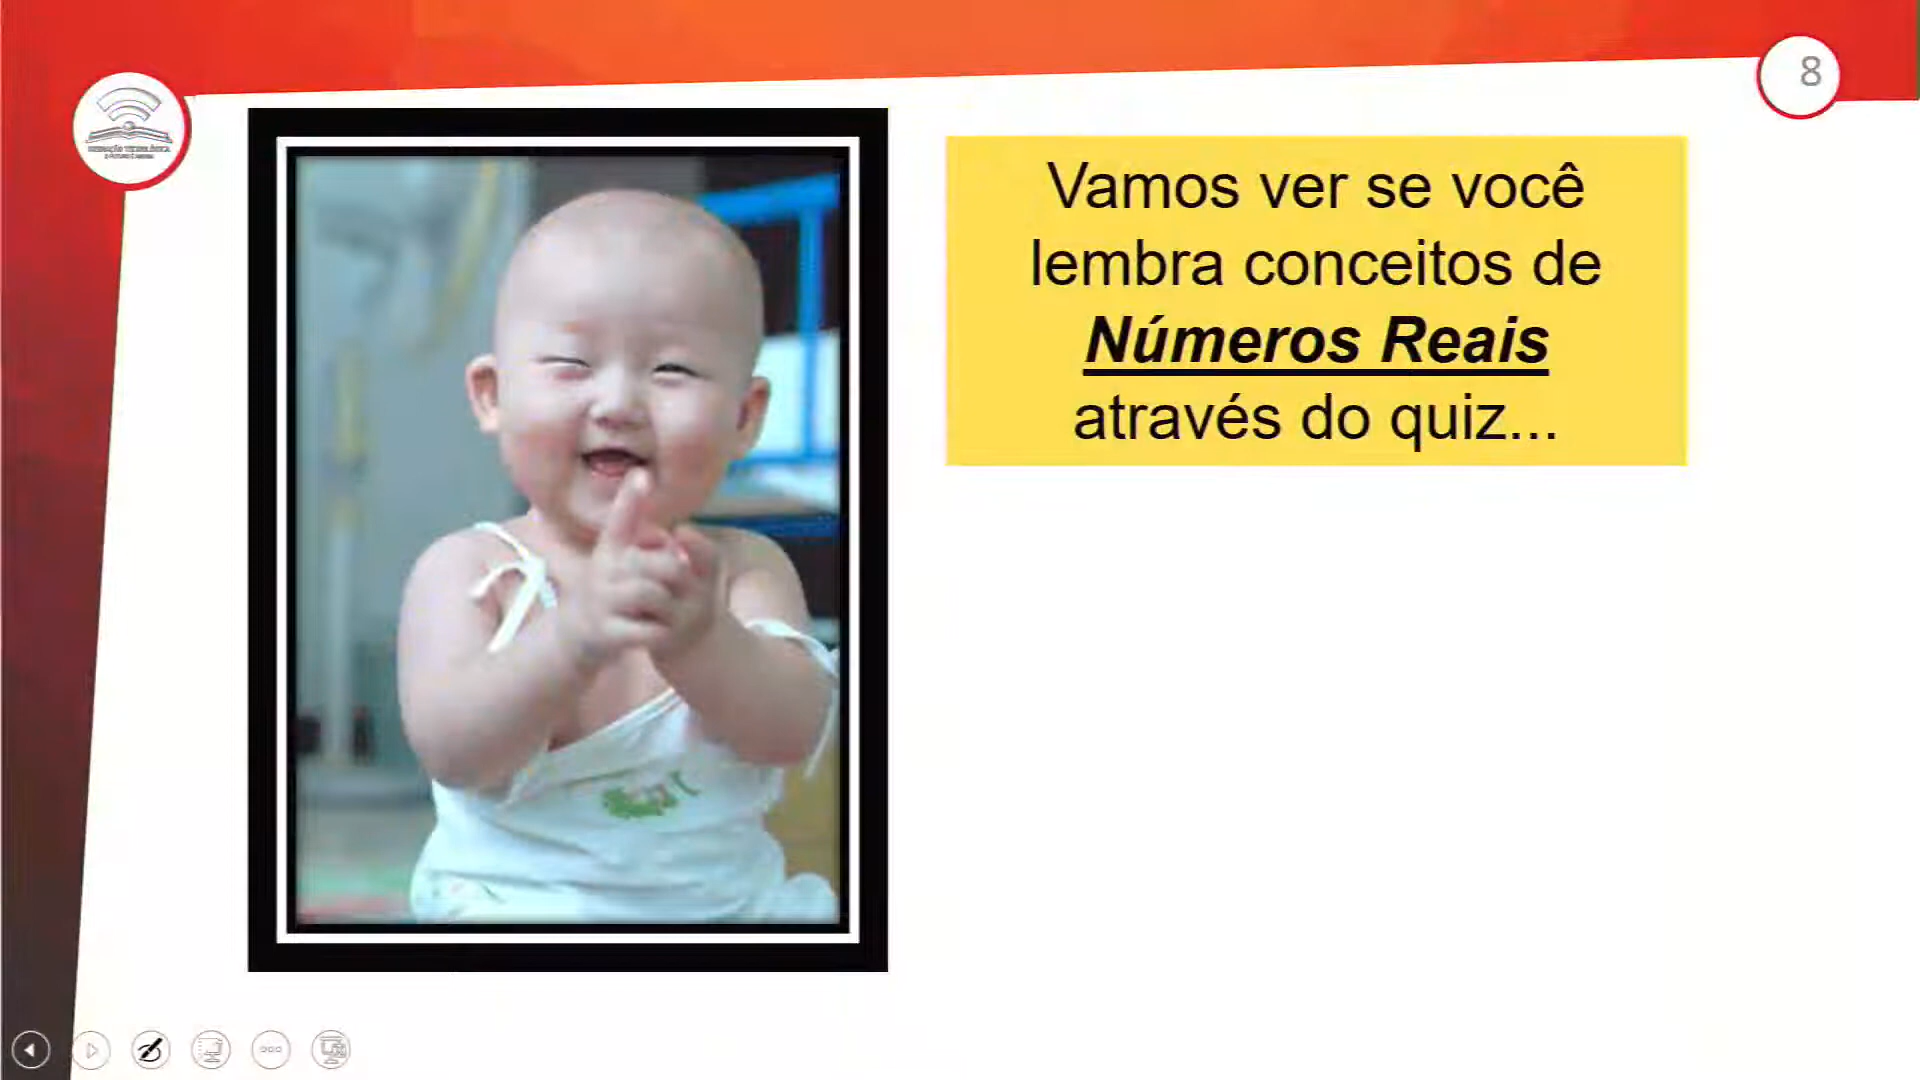 8
Vamos ver se você
lembra conceitos de
Números Reais
através do quiz...